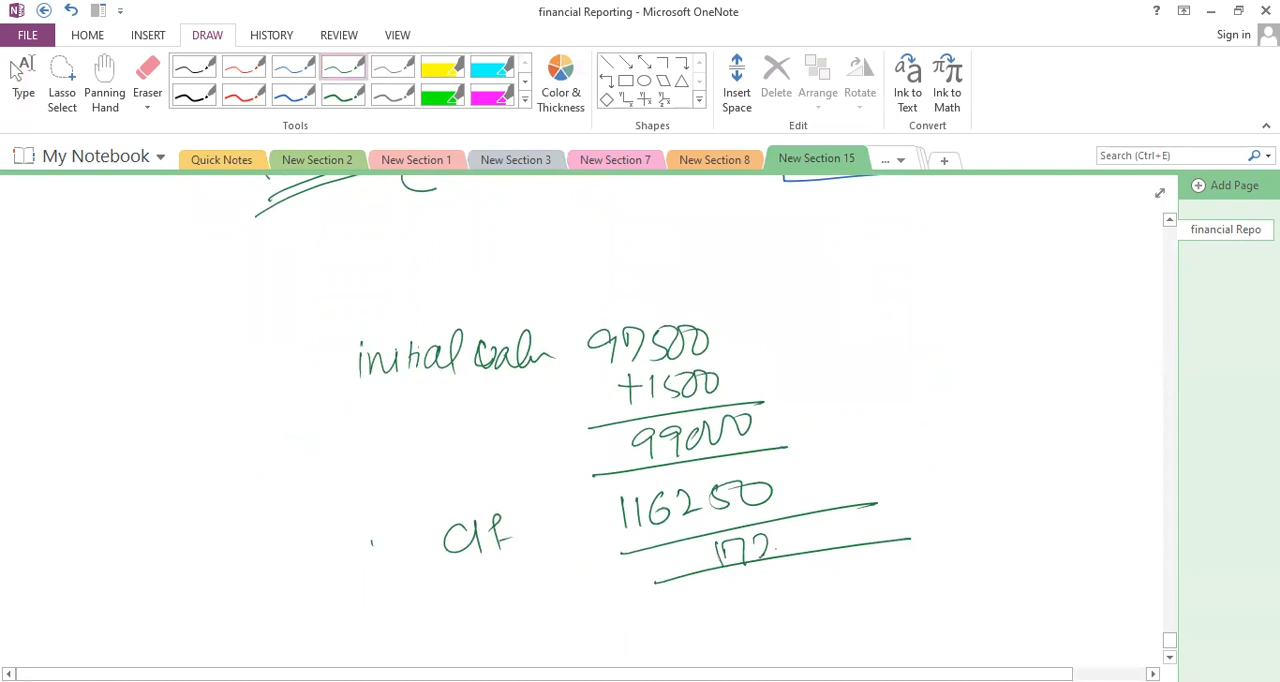 financial Reporting - Microsoft OneNote
FILE HOME INSERT DRAW HISTORY REVIEW VIEW Sign in
Type Lasso Select Panning Hand Eraser Color & Thickness Insert Space Delete Arrange Rotate Ink to Text Ink to Math
Tools Shapes Edit Convert
My Notebook Quick Notes New Section 2 New Section 1 New Section 3 New Section 7 New Section 8 New Section 15 ... Search (Ctrl+E)
Add Page
financial Repo
initial 97500
+1500
99000
116250
172